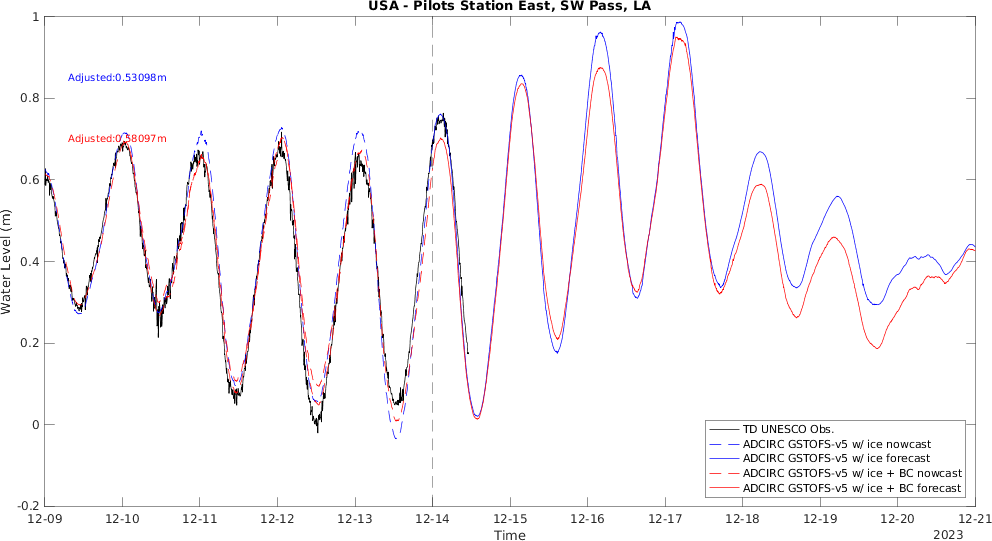 USA - Pilots Station East, SW Pass, LA
1
0.8
0.6
0.4
0.2
0
-0.2
Water Level (m)
Adjusted:0.53098m
Adjusted:0.58097m
TD UNESCO Obs.
ADCIRC GSTOFS-v5 w/ ice nowcast
ADCIRC GSTOFS-v5 w/ ice forecast
ADCIRC GSTOFS-v5 w/ ice + BC nowcast
ADCIRC GSTOFS-v5 w/ ice + BC forecast
12-09 12-10 12-11 12-12 12-13 12-14 12-15 12-16 12-17 12-18 12-19 12-20 12-21
Time
2023